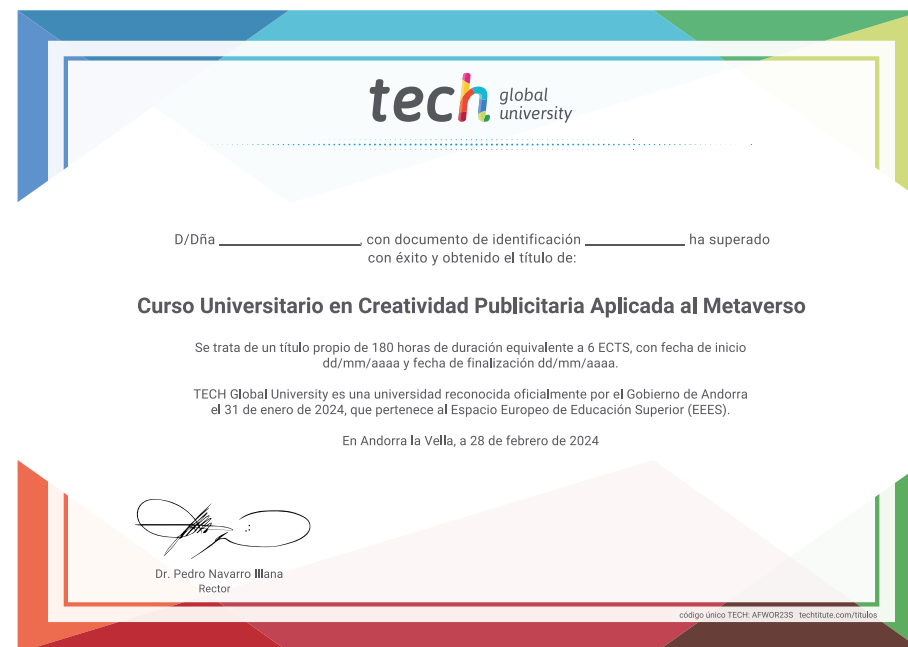 tech global
university
D/Dña ______________, con documento de identificación __________ ha superado
con éxito y obtenido el título de:
Curso Universitario en Creatividad Publicitaria Aplicada al Metaverso
Se trata de un título propio de 180 horas de duración equivalente a 6 ECTS, con fecha de inicio
dd/mm/aaaa y fecha de finalización dd/mm/aaaa.
TECH Global University es una universidad reconocida oficialmente por el Gobierno de Andorra
el 31 de enero de 2024, que pertenece al Espacio Europeo de Educación Superior (EEES).
En Andorra la Vella, a 28 de febrero de 2024
Dr. Pedro Navarro Illana
Rector
código único TECH: AFWOR23S techtitute.com/titulos